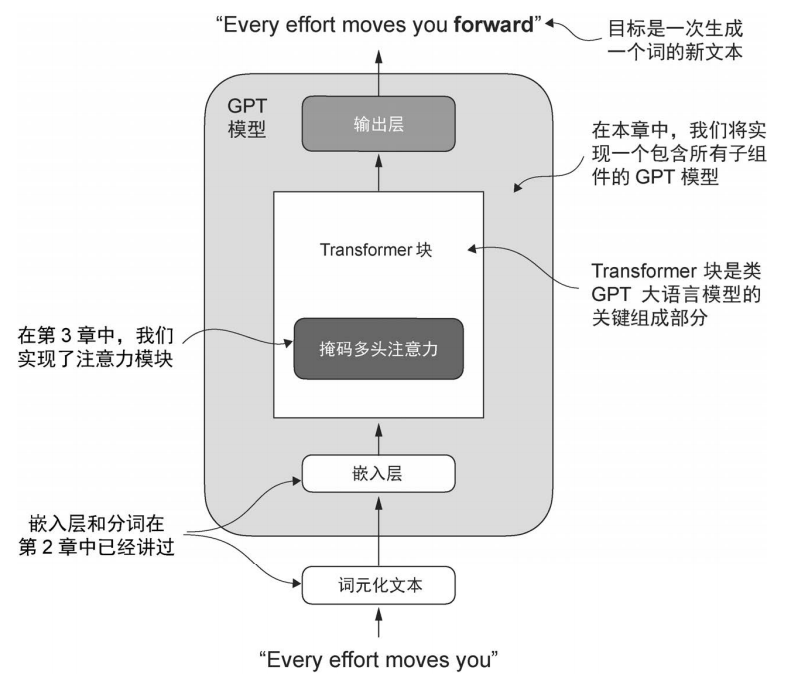 “Every effort moves you forward”
目标是一次生成
一个词的新文本
GPT
模型
输出层
在本章中，我们将实
现一个包含所有子组
件的 GPT 模型
Transformer 块
Transformer 块是类
GPT 大语言模型的
关键组成部分
在第 3 章中，我们
实现了注意力模块
掩码多头注意力
嵌入层
嵌入层和分词在
第 2 章中已经讲过
词元化文本
“Every effort moves you”